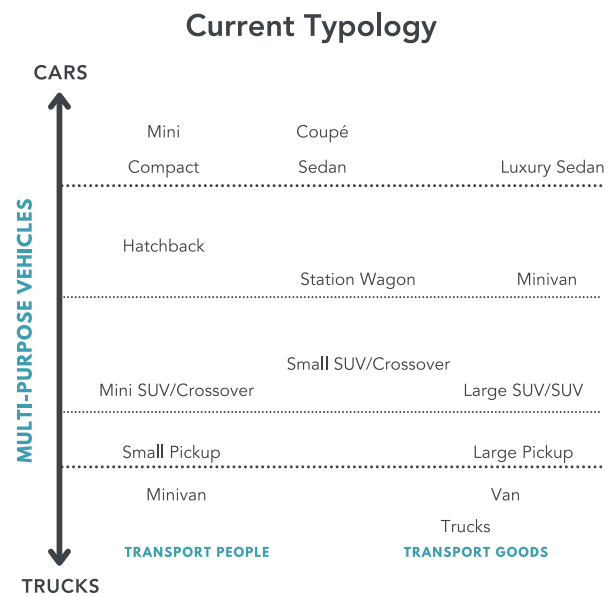 Current Typology
CARS
MULTI-PURPOSE VEHICLES
Mini Coupé
Compact Sedan Luxury Sedan
Hatchback
Station Wagon Minivan
Small SUV/Crossover
Mini SUV/Crossover Large SUV/SUV
Small Pickup Large Pickup
Minivan Van
Trucks
TRANSPORT PEOPLE TRANSPORT GOODS
TRUCKS